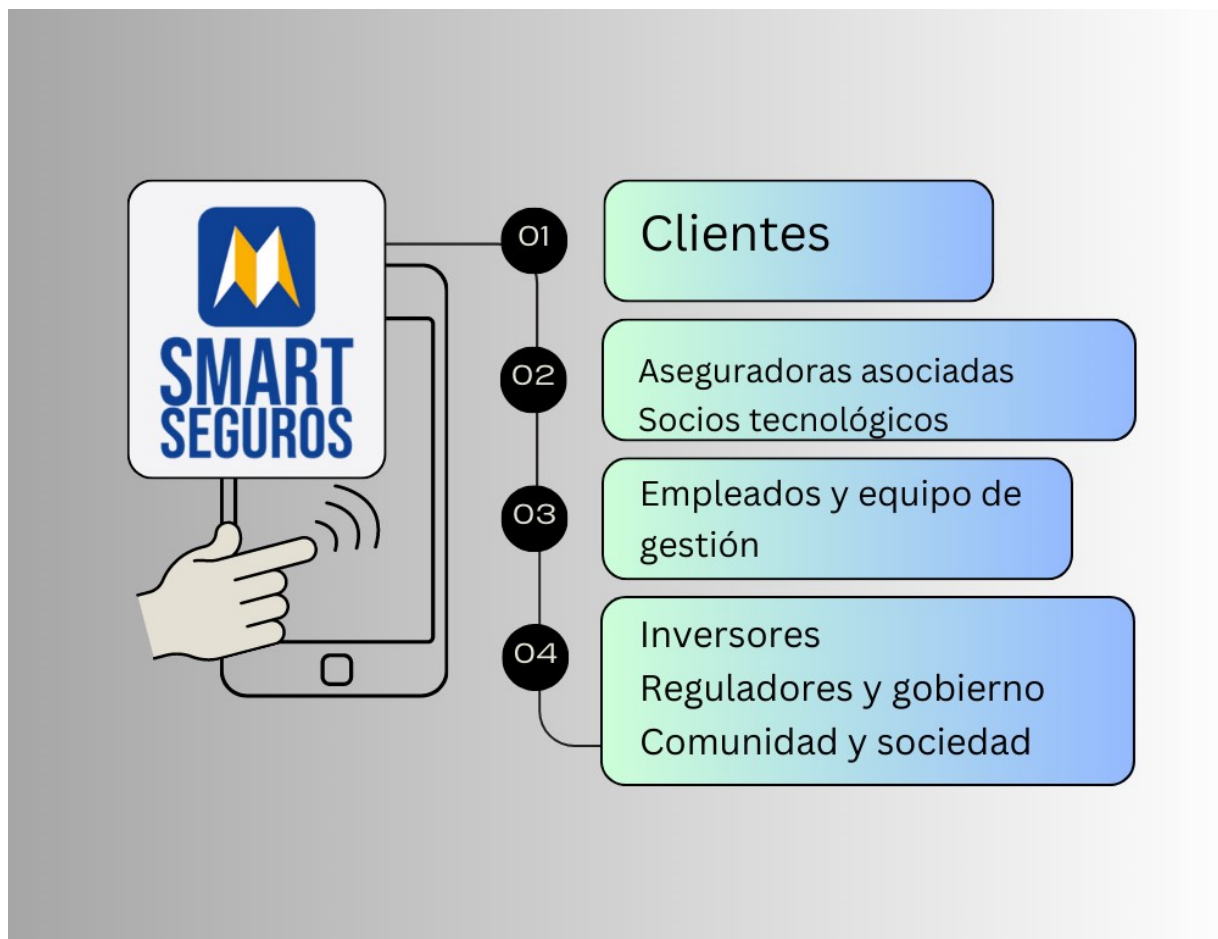 SMART
SEGUROS
01
Clientes
02
Aseguradoras asociadas
Socios tecnológicos
03
Empleados y equipo de
gestión
04
Inversores
Reguladores y gobierno
Comunidad y sociedad